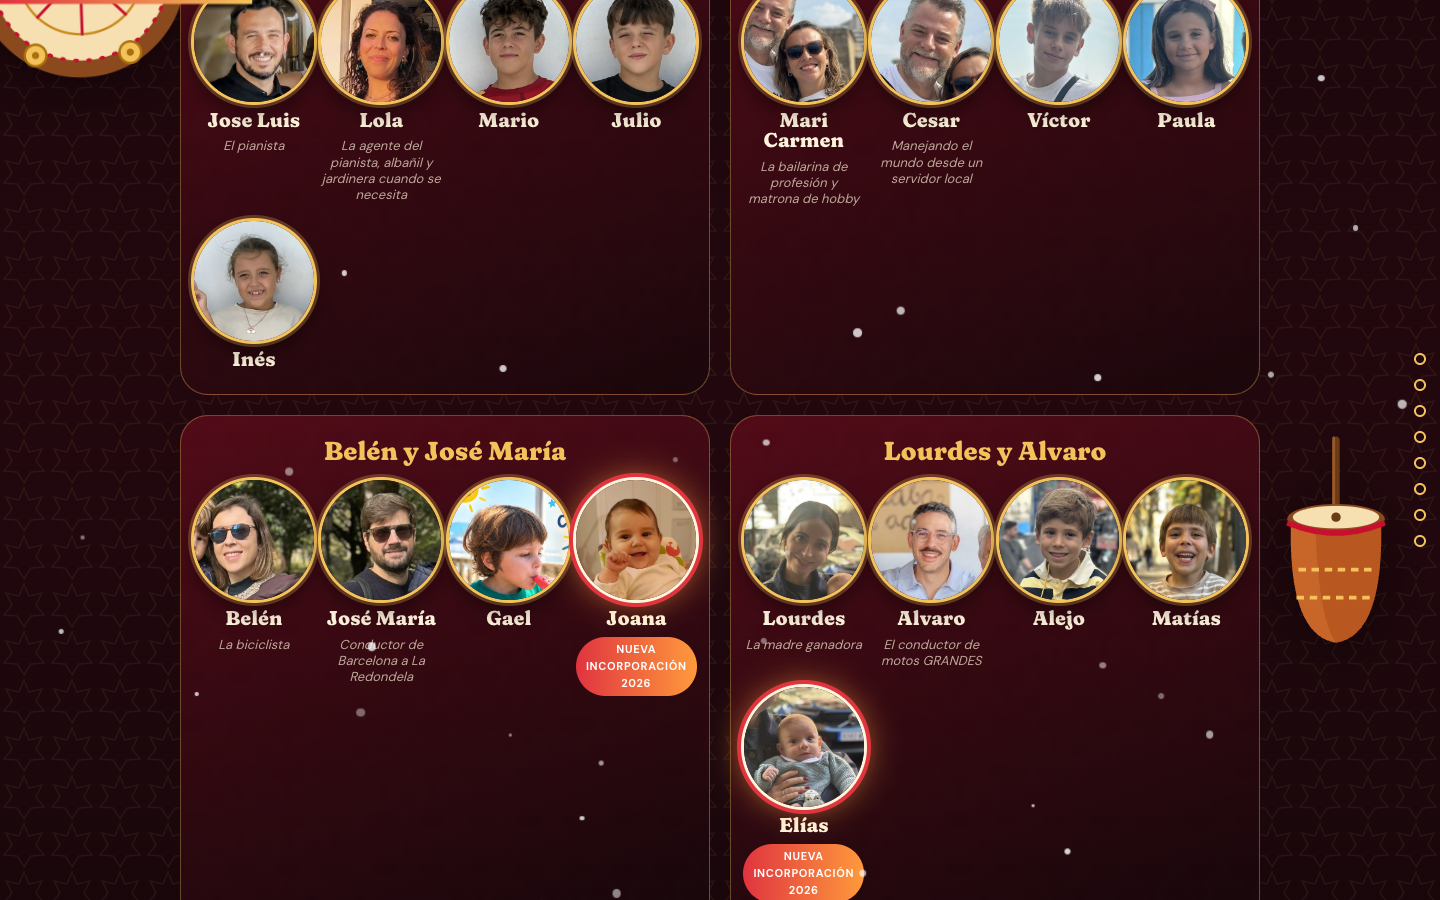 Jose Luis
El pianista
Lola
La agente del
pianista, albañil y
jardinera cuando se
necesita
Mario
Julio
Inés
Mari
Carmen
La bailarina de
profesión y
matrona de hobby
Cesar
Manejando el
mundo desde un
servidor local
Víctor
Paula
Belén y José María
Belén
La biciclista
José María
Conductor de
Barcelona a La
Redondela
Gael
Joana
NUEVA
INCORPORACIÓN
2026
Lourdes y Alvaro
Lourdes
La madre ganadora
Alvaro
El conductor de
motos GRANDES
Alejo
Matías
Elías
NUEVA
INCORPORACIÓN
2026